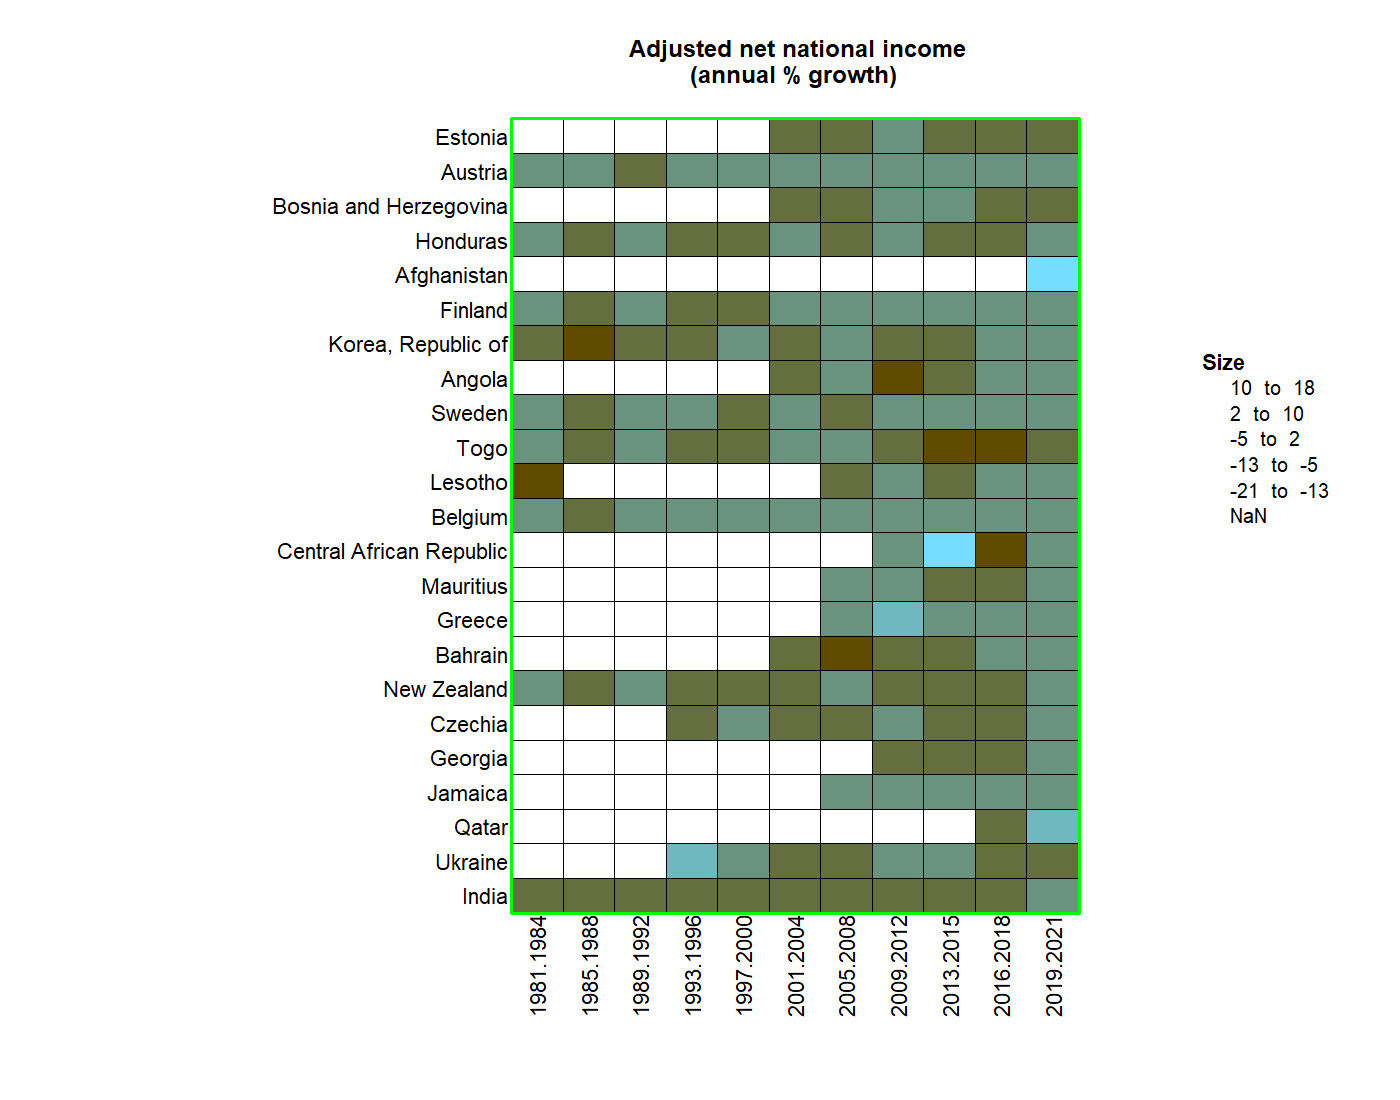 Adjusted net national income
(annual % growth)
Estonia
Austria
Bosnia and Herzegovina
Honduras
Afghanistan
Finland
Korea, Republic of
Angola
Sweden
Togo
Lesotho
Belgium
Central African Republic
Mauritius
Greece
Bahrain
New Zealand
Czechia
Georgia
Jamaica
Qatar
Ukraine
India
1981.1984
1985.1988
1989.1992
1993.1996
1997.2000
2001.2004
2005.2008
2009.2012
2013.2015
2016.2018
2019.2021
Size
10 to 18
2 to 10
-5 to 2
-13 to -5
-21 to -13
NaN